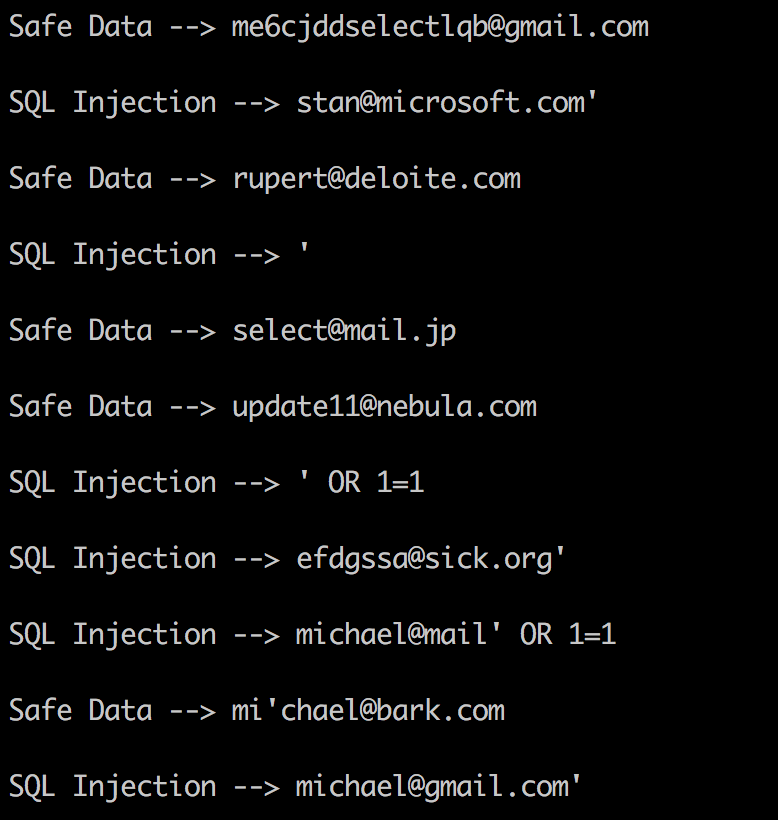 Safe Data --> me6cjddselectlqb@gmail.com
SQL Injection --> stan@microsoft.com'
Safe Data --> rupert@deloite.com
SQL Injection --> '
Safe Data --> select@mail.jp
Safe Data --> update11@nebula.com
SQL Injection --> ' OR 1=1
SQL Injection --> efdgssa@sick.org'
SQL Injection --> michael@mail' OR 1=1
Safe Data --> mi'chael@bark.com
SQL Injection --> michael@gmail.com'